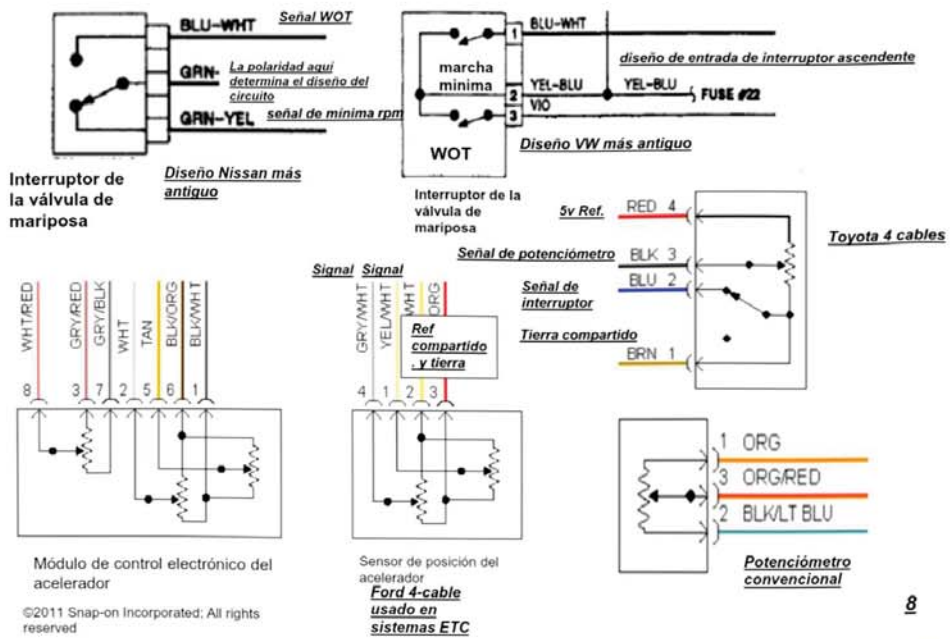 BLU-WHT
Señal WOT
GRN-
La polaridad aquí
determina el diseño del
circuito
GRN-YEL
señal de mínima rpm
Interruptor de
la válvula de
mariposa
Diseño Nissan más
antiguo
1
BLU-WHT
diseño de entrada de interruptor ascendente
marcha
minima
2
YEL-BLU
YEL-BLU
FUSE #22
3
VIO
WOT
Diseño VW más antiguo
Interruptor de la
válvula de
mariposa
5v Ref.
RED 4
Toyota 4 cables
Señal de potenciómetro
BLK 3
BLU 2
Señal de
interruptor
Tierra compartido
BRN 1
WHT/RED
GRY/RED
GRY/BLK
WHT
TAN
BLK/ORG
BLK/WHT
8
3
7
2
5
6
1
Módulo de control electrónico del
acelerador
©2011 Snap-on Incorporated; All rights
reserved
Signal
Signal
GRY/WHT
YEL/WHT
WHT
ORG
Ref
compartido
. y tierra
4
1
2
3
Sensor de posición del
acelerador
Ford 4-cable
usado en
sistemas ETC
1 ORG
3 ORG/RED
2 BLK/LT BLU
Potenciómetro
convencional
8